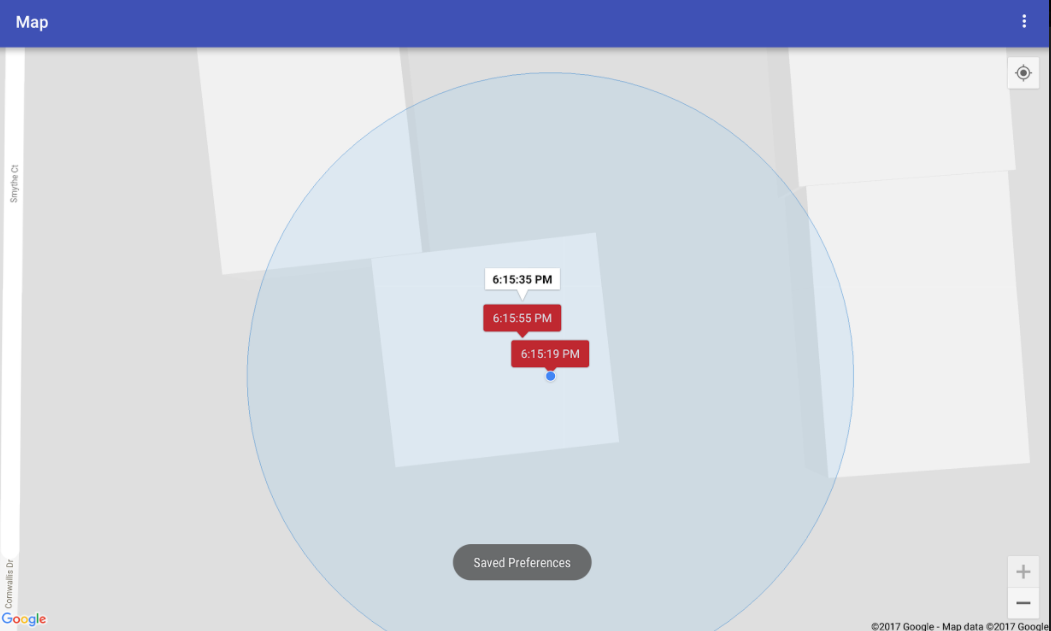 Map
Smythe Ct
6:15:35 PM
6:15:55 PM
6:15:19 PM
Saved Preferences
Cornwallis Dr
Google
©2017 Google - Map data ©2017 Google